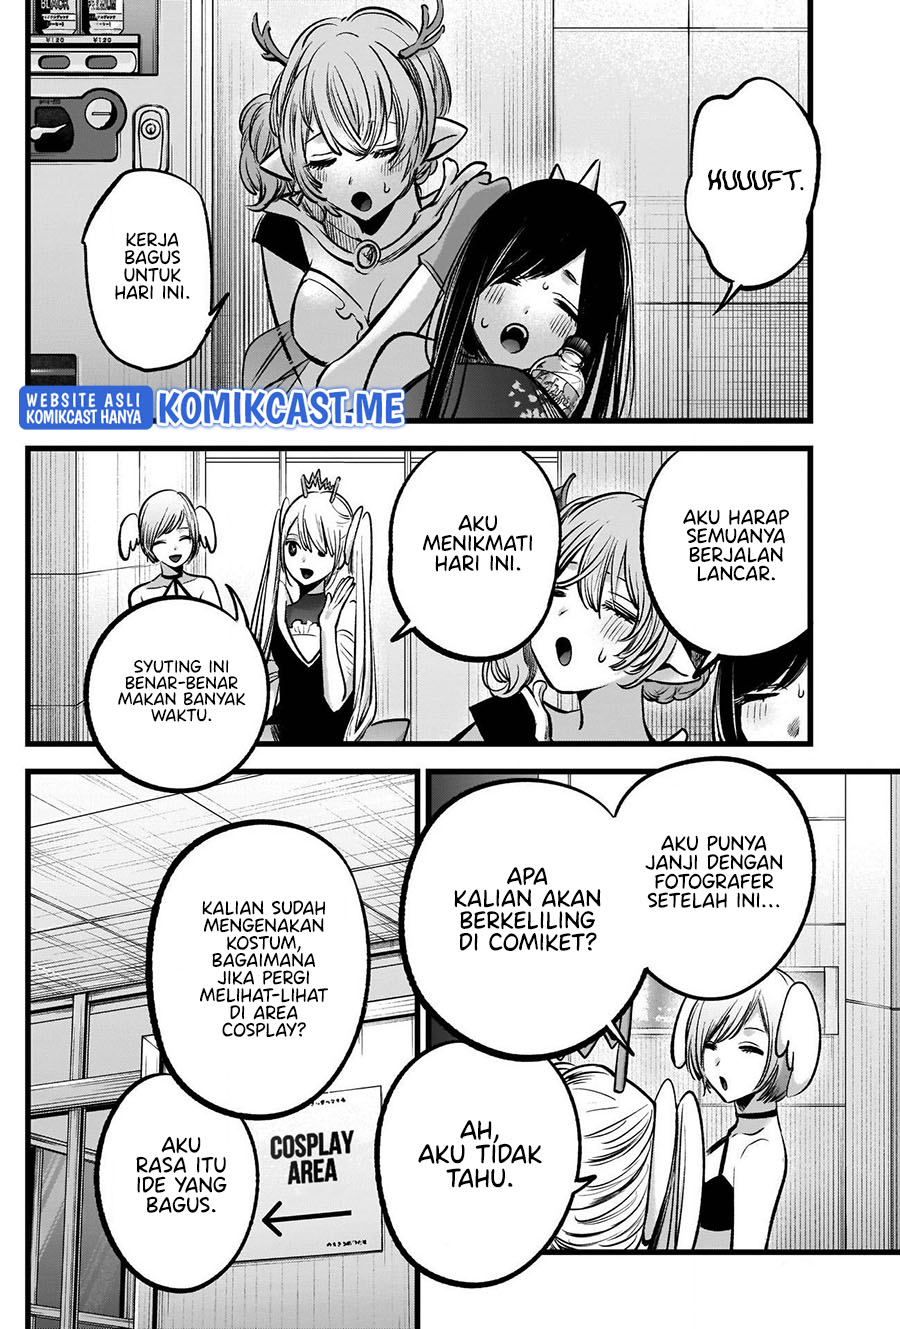 BLACK
¥120
¥120
HUUUFT.
KERJA
BAGUS
UNTUK
HARI INI.
WEBSITE ASLI
KOMIKCAST HANYA
KOMIKCAST.ME
AKU HARAP
SEMUANYA
BERJALAN
LANCAR.
AKU
MENIKMATI
HARI INI.
SYUTING INI
BENAR-BENAR
MAKAN BANYAK
WAKTU.
AKU PUNYA
JANJI DENGAN
FOTOGRAFER
SETELAH INI...
APA
KALIAN AKAN
BERKELILING
DI COMIKET?
AH,
AKU TIDAK
TAHU.
KALIAN SUDAH
MENGENAKAN
KOSTUM,
BAGAIMANA
JIKA PERGI
MELIHAT-LIHAT
DI AREA
COSPLAY?
AKU
RASA ITU
IDE YANG
BAGUS.
COSPLAY
AREA